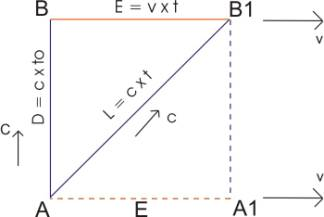 E = v x t
B
B1
v
D = c x to
L = c x t
c
c
A
E
A1
v